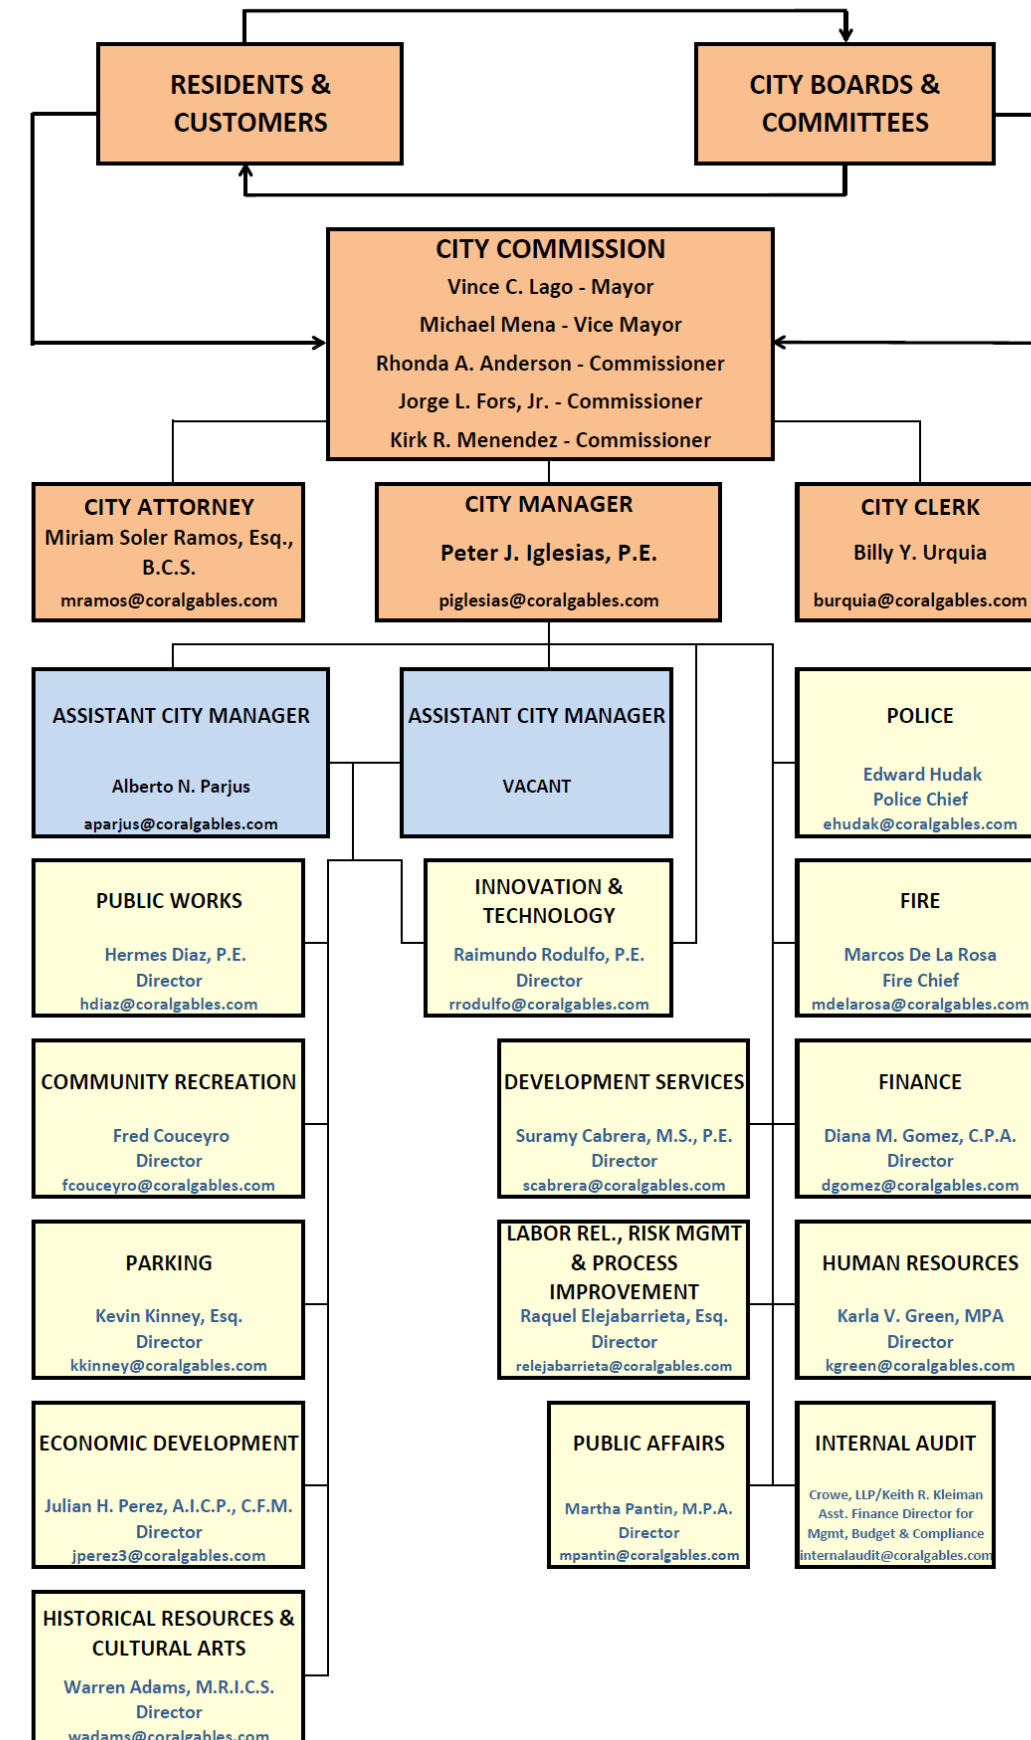 RESIDENTS &
CUSTOMERS
CITY BOARDS &
COMMITTEES
CITY COMMISSION
Vince C. Lago - Mayor
Michael Mena - Vice Mayor
Rhonda A. Anderson - Commissioner
Jorge L. Fors, Jr. - Commissioner
Kirk R. Menendez - Commissioner
CITY ATTORNEY
Miriam Soler Ramos, Esq.,
B.C.S.
mramos@coralgables.com
CITY MANAGER
Peter J. Iglesias, P.E.
piglesias@coralgables.com
CITY CLERK
Billy Y. Urquia
burquia@coralgables.com
ASSISTANT CITY MANAGER
Alberto N. Parjus
aparjus@coralgables.com
ASSISTANT CITY MANAGER
VACANT
POLICE
Edward Hudak
Police Chief
ehudak@coralgables.com
PUBLIC WORKS
Hermes Diaz, P.E.
Director
hdiaz@coralgables.com
INNOVATION &
TECHNOLOGY
Raimundo Rodulfo, P.E.
Director
rrodulfo@coralgables.com
FIRE
Marcos De La Rosa
Fire Chief
mdelarosa@coralgables.com
COMMUNITY RECREATION
Fred Couceyro
Director
fcouceyro@coralgables.com
DEVELOPMENT SERVICES
Suramy Cabrera, M.S., P.E.
Director
scabrera@coralgables.com
FINANCE
Diana M. Gomez, C.P.A.
Director
dgomez@coralgables.com
PARKING
Kevin Kinney, Esq.
Director
kkinney@coralgables.com
LABOR REL., RISK MGMT
& PROCESS
IMPROVEMENT
Raquel Elejabarrieta, Esq.
Director
relejabarrieta@coralgables.com
HUMAN RESOURCES
Karla V. Green, MPA
Director
kgreen@coralgables.com
ECONOMIC DEVELOPMENT
Julian H. Perez, A.I.C.P., C.F.M.
Director
jperez3@coralgables.com
PUBLIC AFFAIRS
Martha Pantin, M.P.A.
Director
mpantin@coralgables.com
INTERNAL AUDIT
Crowe, LLP/Keith R. Kleiman
Asst. Finance Director for
Mgmt, Budget & Compliance
internalaudit@coralgables.com
HISTORICAL RESOURCES &
CULTURAL ARTS
Warren Adams, M.R.I.C.S.
Director
wadams@coralgables.com